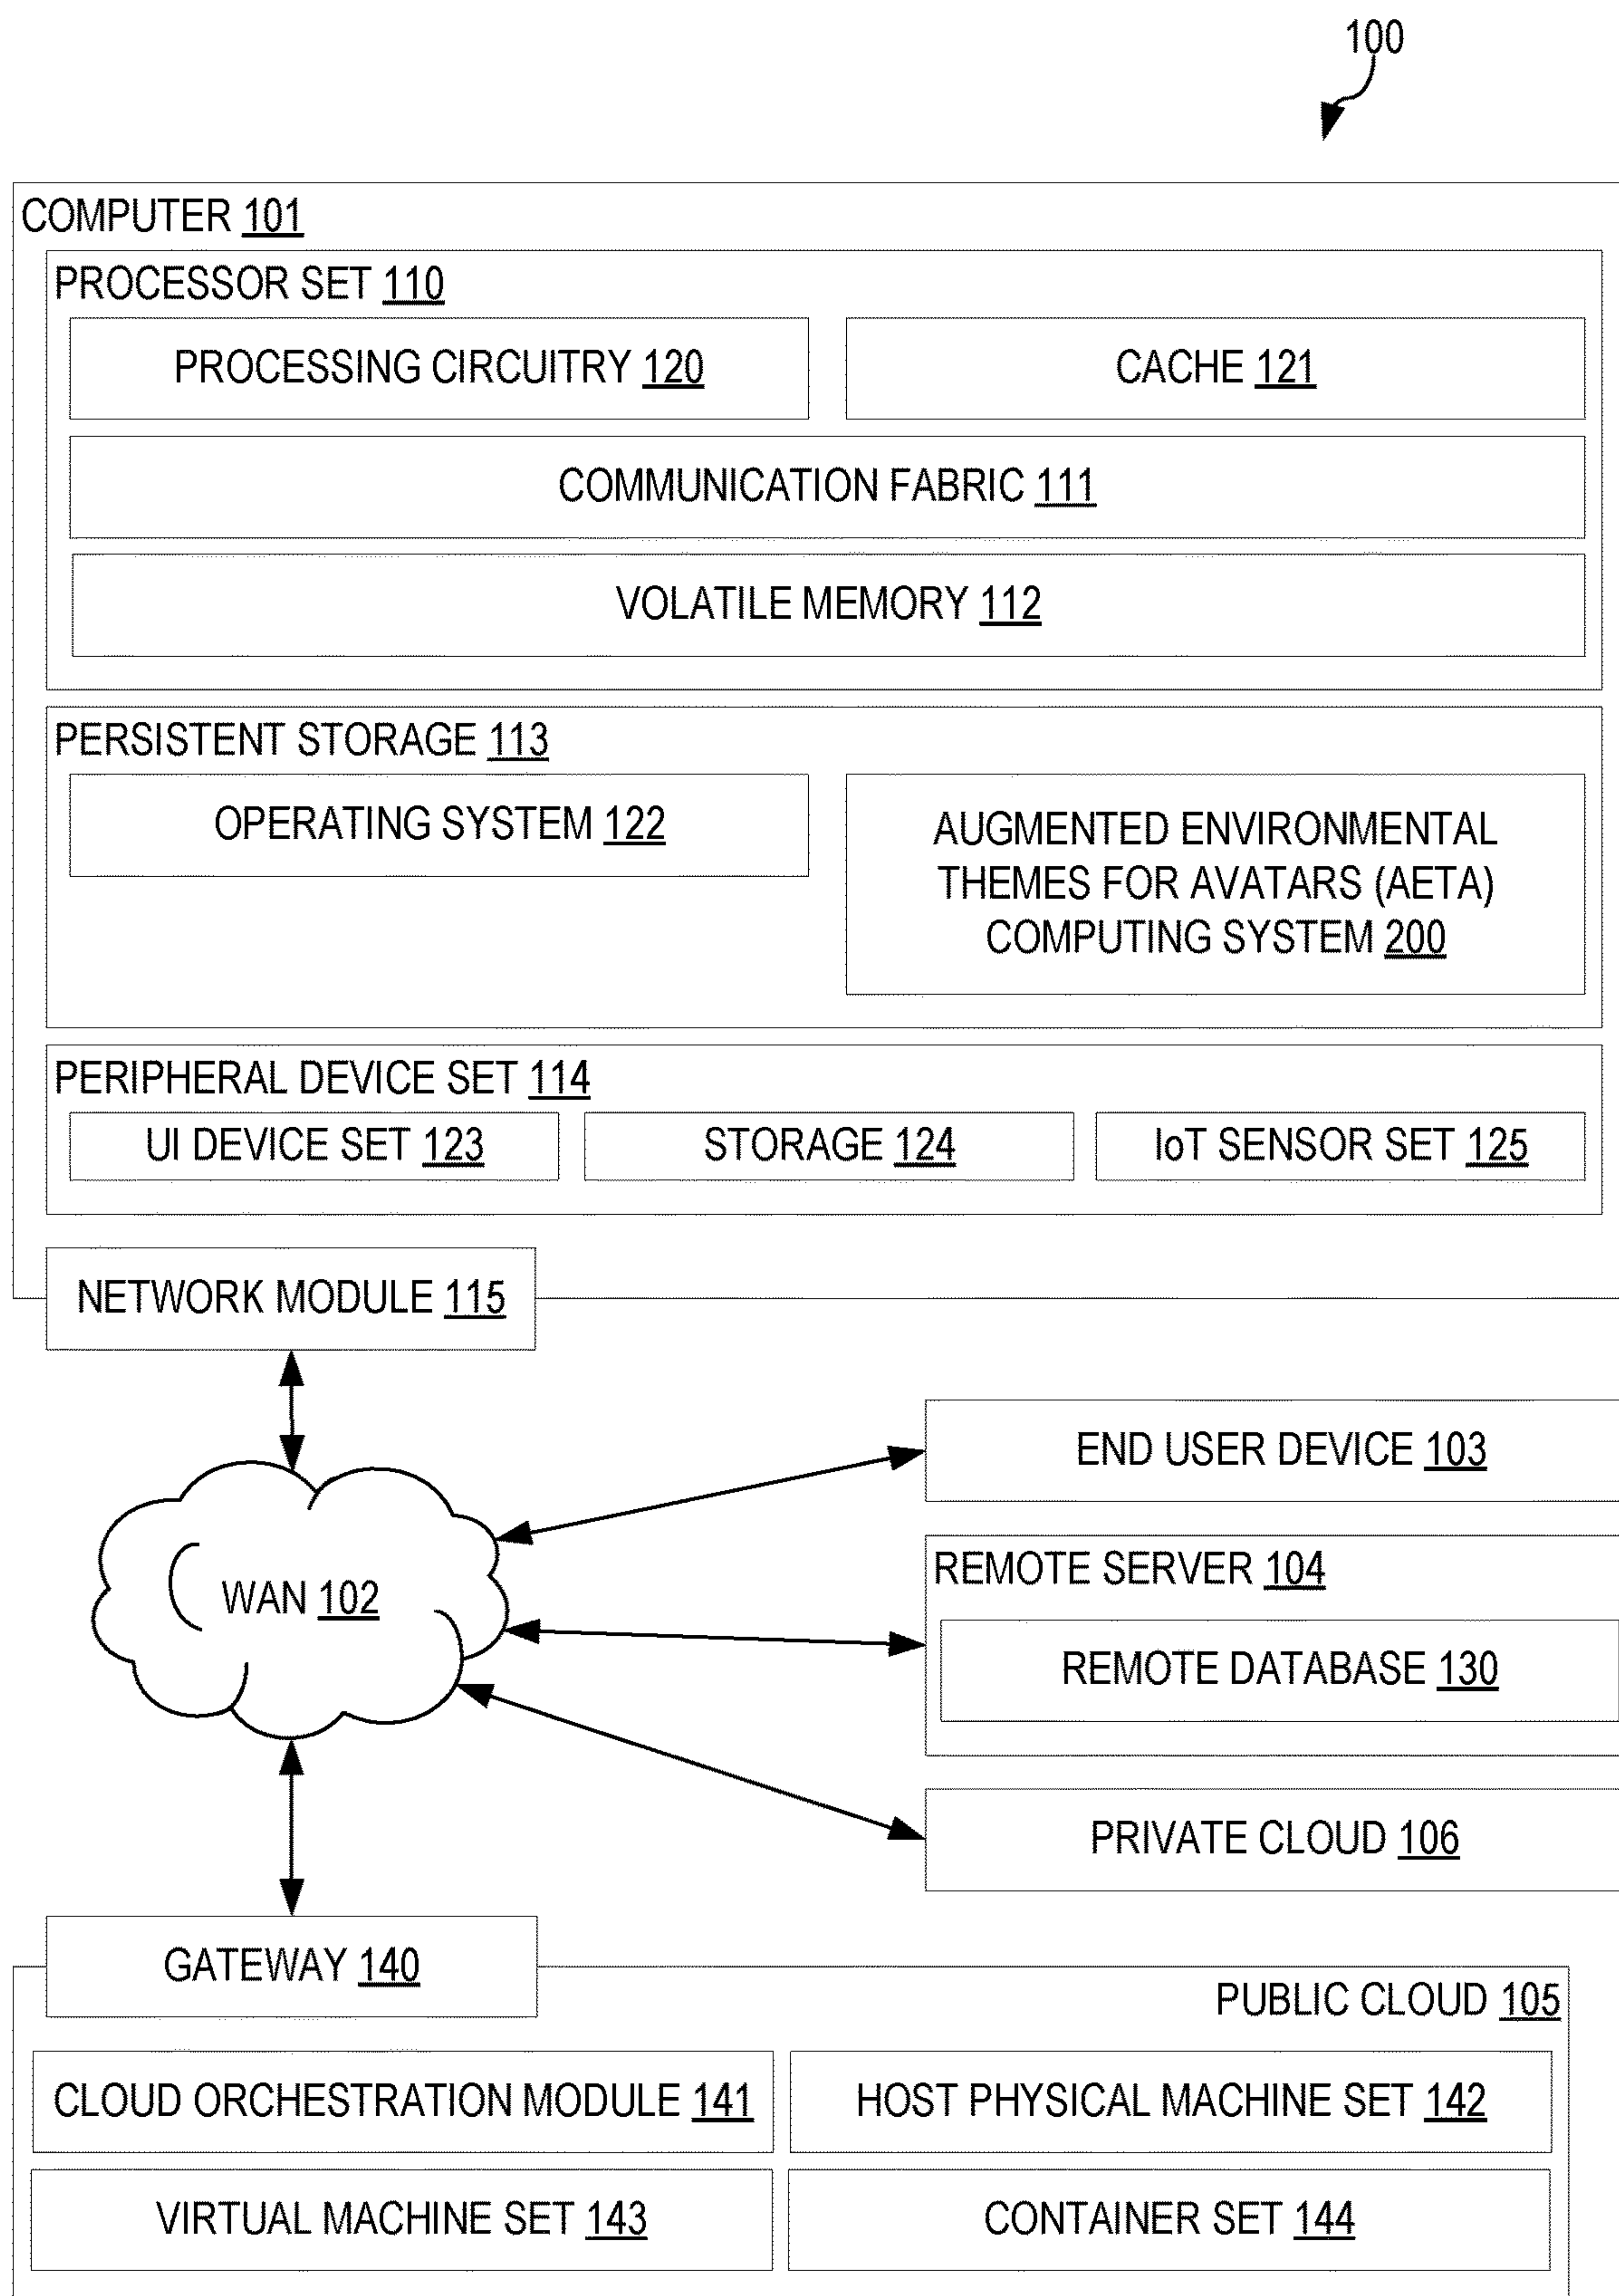 100
COMPUTER 101
PROCESSOR SET 110
PROCESSING CIRCUITRY 120
CACHE 121
COMMUNICATION FABRIC 111
VOLATILE MEMORY 112
PERSISTENT STORAGE 113
OPERATING SYSTEM 122
AUGMENTED ENVIRONMENTAL
THEMES FOR AVATARS (AETA)
COMPUTING SYSTEM 200
PERIPHERAL DEVICE SET 114
UI DEVICE SET 123
STORAGE 124
IoT SENSOR SET 125
NETWORK MODULE 115
END USER DEVICE 103
WAN 102
REMOTE SERVER 104
REMOTE DATABASE 130
PRIVATE CLOUD 106
GATEWAY 140
PUBLIC CLOUD 105
CLOUD ORCHESTRATION MODULE 141
HOST PHYSICAL MACHINE SET 142
VIRTUAL MACHINE SET 143
CONTAINER SET 144